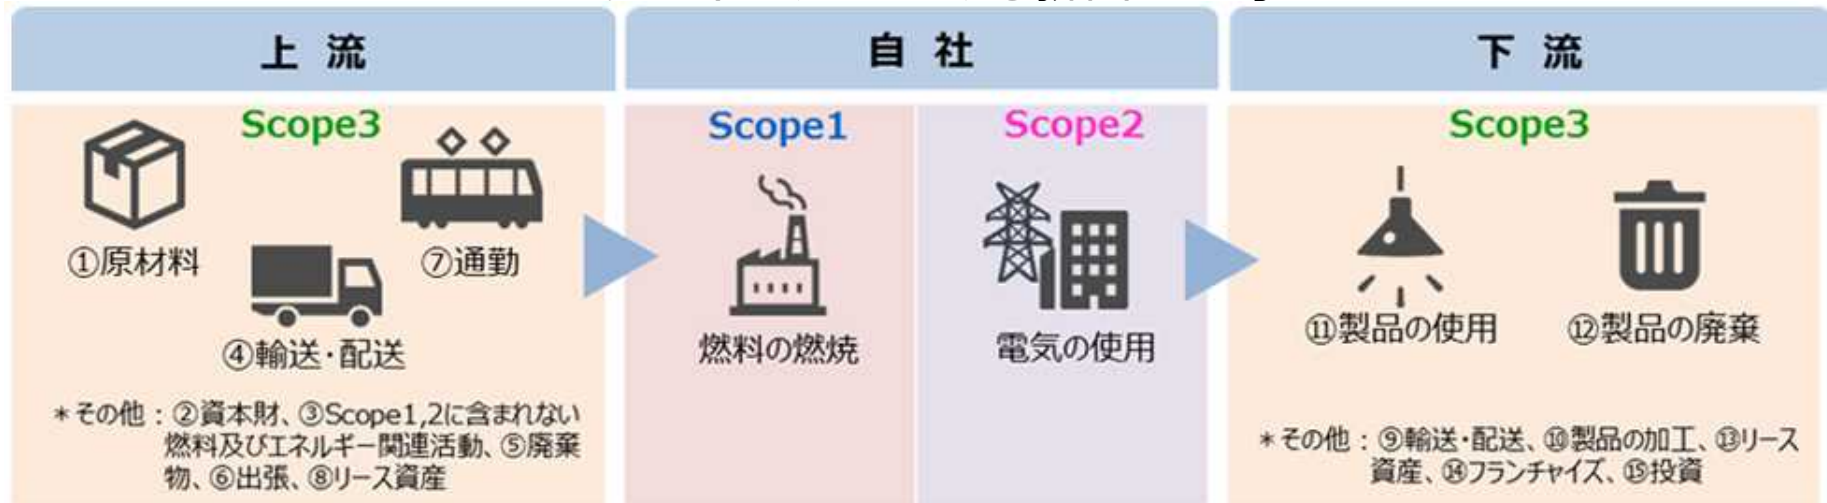 上 流
自 社
下 流
Scope3
Scope1
Scope2
Scope3
①原材料
⑦通勤
④輸送・配送
燃料の燃焼
電気の使用
⑪製品の使用
⑫製品の廃棄
*その他:②資本財、③Scope1,2に含まれない
燃料及びエネルギー関連活動、⑤廃棄
物、⑥出張、⑧リース資産
*その他:⑨輸送・配送、⑩製品の加工、⑬リース
資産、⑭フランチャイズ、⑮投資